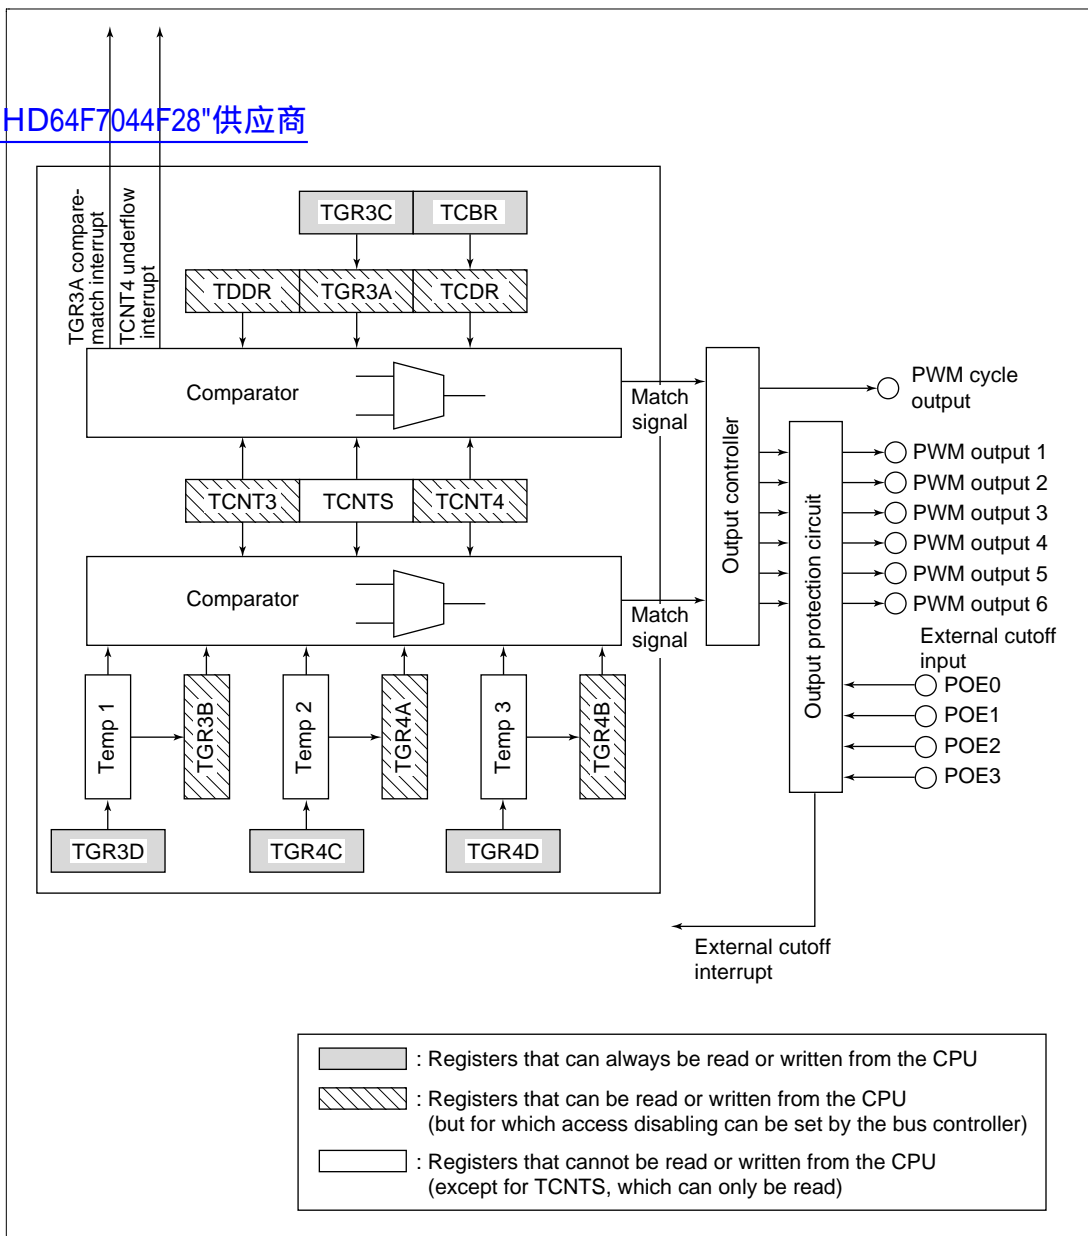 HD64F7044F28"供应商
TGR3A compare-
match interrupt
TCNT4 underflow
interrupt
TGR3C
TCBR
TDDR
TGR3A
TCDR
Comparator
Match
signal
PWM cycle
output
Output controller
Output protection circuit
PWM output 1
PWM output 2
PWM output 3
PWM output 4
PWM output 5
PWM output 6
TCNT3
TCNTS
TCNT4
Comparator
Match
signal
External cutoff
input
POE0
POE1
POE2
POE3
Temp 1
TGR3B
Temp 2
TGR4A
Temp 3
TGR4B
TGR3D
TGR4C
TGR4D
External cutoff
interrupt
: Registers that can always be read or written from the CPU
: Registers that can be read or written from the CPU
(but for which access disabling can be set by the bus controller)
: Registers that cannot be read or written from the CPU
(except for TCNTS, which can only be read)